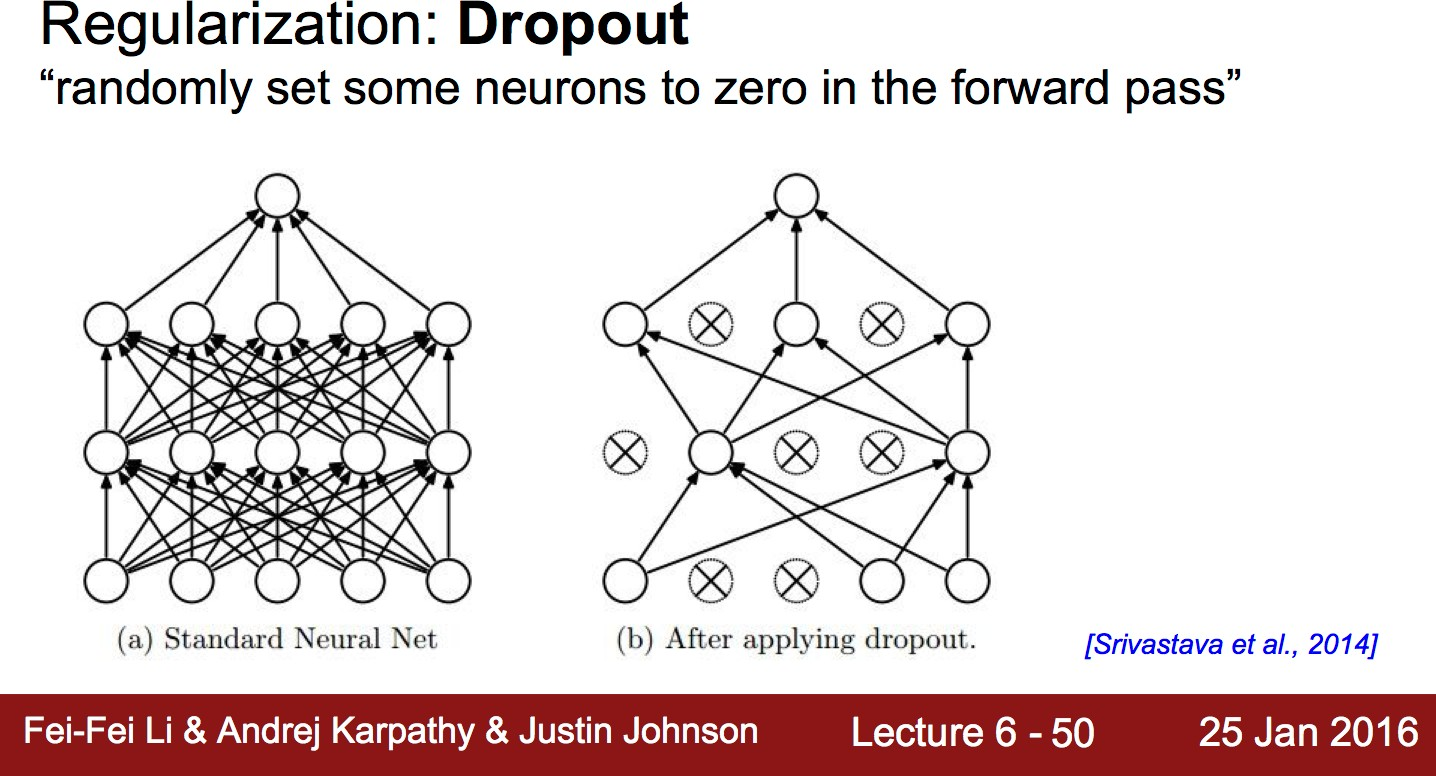 Regularization: Dropout
“randomly set some neurons to zero in the forward pass”
(a) Standard Neural Net
(b) After applying dropout.
[Srivastava et al., 2014]
Fei-Fei Li & Andrej Karpathy & Justin Johnson
Lecture 6 - 50
25 Jan 2016